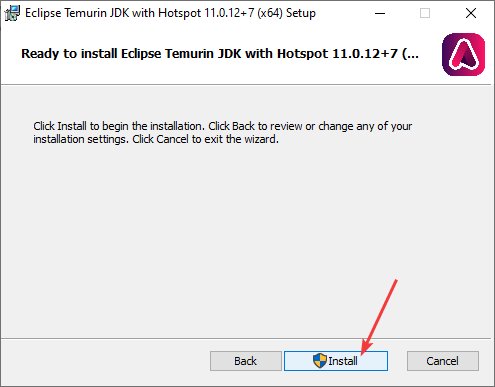 Eclipse Temurin JDK with Hotspot 11.0.12+7 (x64) Setup
Ready to install Eclipse Temurin JDK with Hotspot 11.0.12+7 (...
Click Install to begin the installation. Click Back to review or change any of your
installation settings. Click Cancel to exit the wizard.
Back Install Cancel